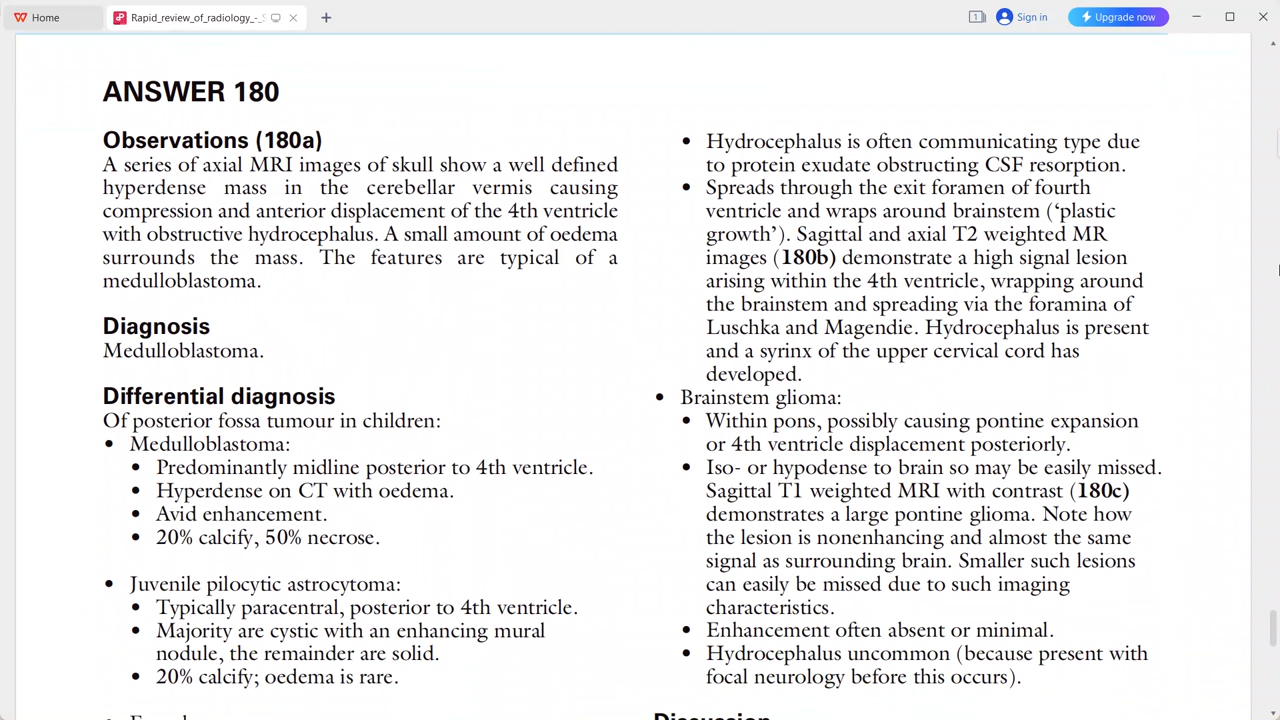 Home
Rapid_review_of_radiology_-_S
1
Sign in
Upgrade now
ANSWER 180
Observations (180a)
A series of axial MRI images of skull show a well defined
hyperdense mass in the cerebellar vermis causing
compression and anterior displacement of the 4th ventricle
with obstructive hydrocephalus. A small amount of oedema
surrounds the mass. The features are typical of a
medulloblastoma.
Diagnosis
Medulloblastoma.
Differential diagnosis
Of posterior fossa tumour in children:
• Medulloblastoma:
• Predominantly midline posterior to 4th ventricle.
• Hyperdense on CT with oedema.
• Avid enhancement.
• 20% calcify, 50% necrose.
• Juvenile pilocytic astrocytoma:
• Typically paracentral, posterior to 4th ventricle.
• Majority are cystic with an enhancing mural
nodule, the remainder are solid.
• 20% calcify; oedema is rare.
• Hydrocephalus is often communicating type due
to protein exudate obstructing CSF resorption.
• Spreads through the exit foramen of fourth
ventricle and wraps around brainstem (‘plastic
growth’). Sagittal and axial T2 weighted MR
images (180b) demonstrate a high signal lesion
arising within the 4th ventricle, wrapping around
the brainstem and spreading via the foramina of
Luschka and Magendie. Hydrocephalus is present
and a syrinx of the upper cervical cord has
developed.
• Brainstem glioma:
• Within pons, possibly causing pontine expansion
or 4th ventricle displacement posteriorly.
• Iso- or hypodense to brain so may be easily missed.
Sagittal T1 weighted MRI with contrast (180c)
demonstrates a large pontine glioma. Note how
the lesion is nonenhancing and almost the same
signal as surrounding brain. Smaller such lesions
can easily be missed due to such imaging
characteristics.
• Enhancement often absent or minimal.
• Hydrocephalus uncommon (because present with
focal neurology before this occurs).
Discussion